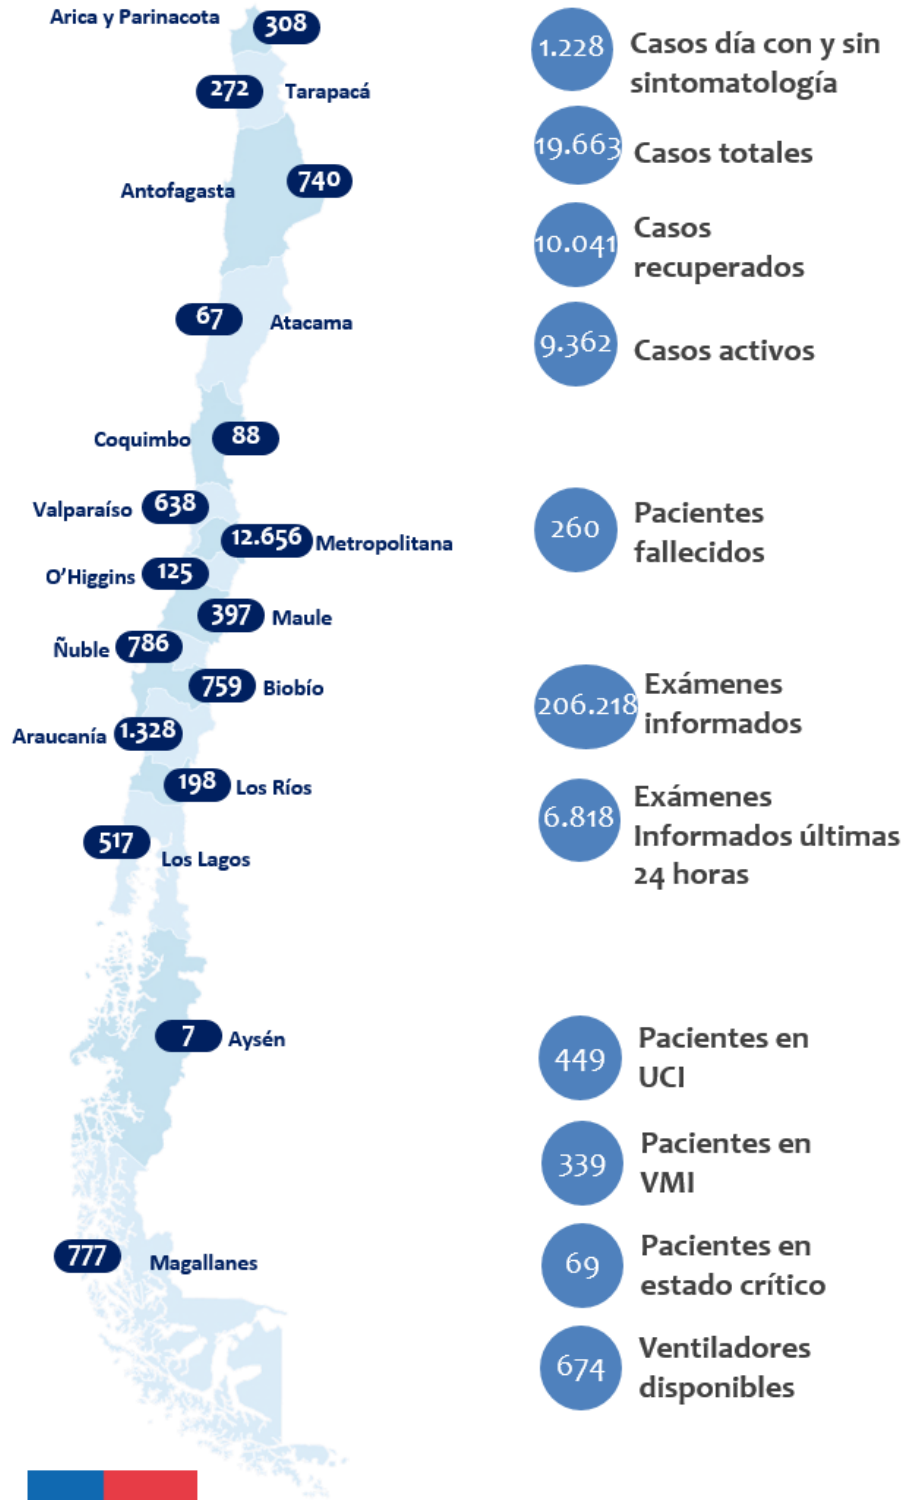 Arica y Parinacota
308
272
Tarapacá
Antofagasta
740
67
Atacama
Coquimbo
88
Valparaíso
638
12.656
Metropolitana
O'Higgins
125
397
Maule
Ñuble
786
759
Biobío
Araucanía
1.328
198
Los Ríos
517
Los Lagos
7
Aysén
777
Magallanes
1.228
Casos día con y sin
sintomatología
19.663
Casos totales
10.041
Casos
recuperados
9.362
Casos activos
260
Pacientes
fallecidos
206.218
Exámenes
informados
6.818
Exámenes
Informados últimas
24 horas
449
Pacientes en
UCI
339
Pacientes en
VMI
69
Pacientes en
estado crítico
674
Ventiladores
disponibles